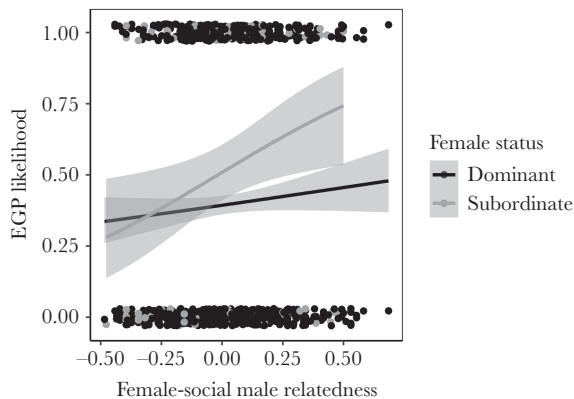 1.00
0.75
0.50
0.25
0.00
EGP likelihood
−0.50 −0.25 0.00 0.25 0.50
Female-social male relatedness
Female status
Dominant
Subordinate